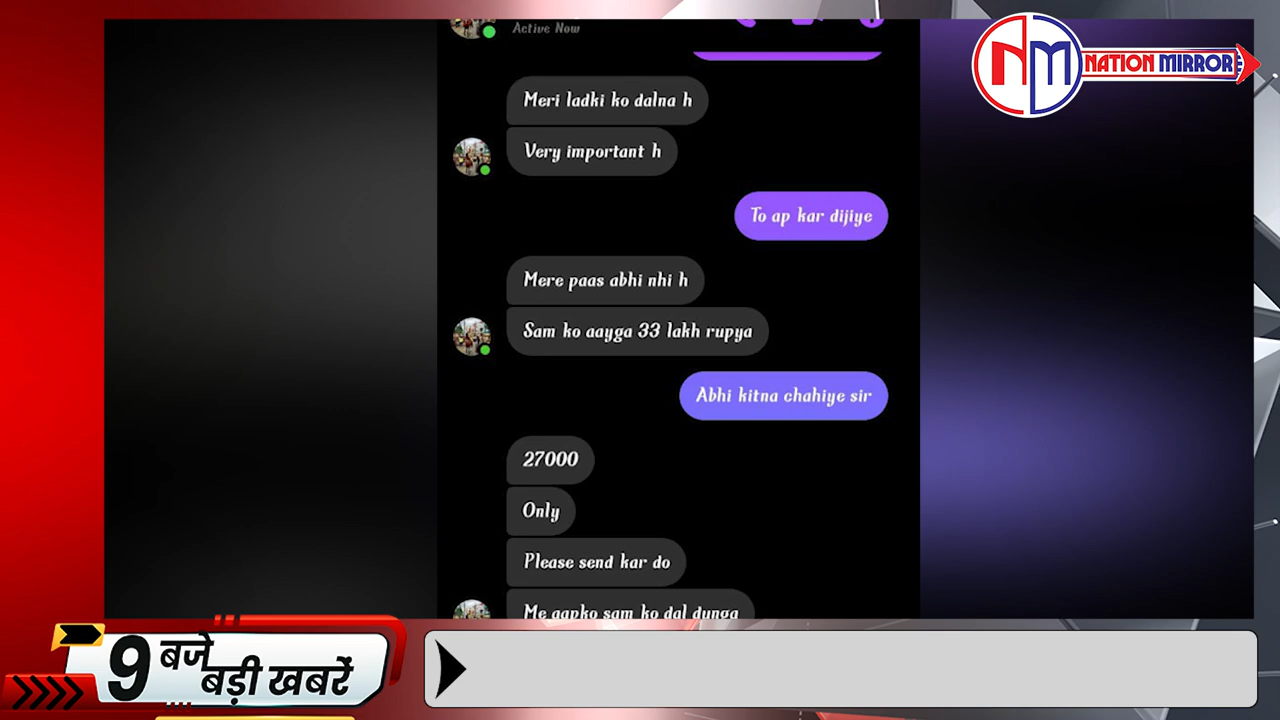 Active Now
NM NATION MIRROR
Meri ladki ko dalna h
Very important h
To ap kar dijiye
Mere paas abhi nhi h
Sam ko aayga 33 lakh rupya
Abhi kitna chahiye sir
27000
Only
Please send kar do
Me aapko sam ko dal dunga
9 बजे
बड़ी खबरें